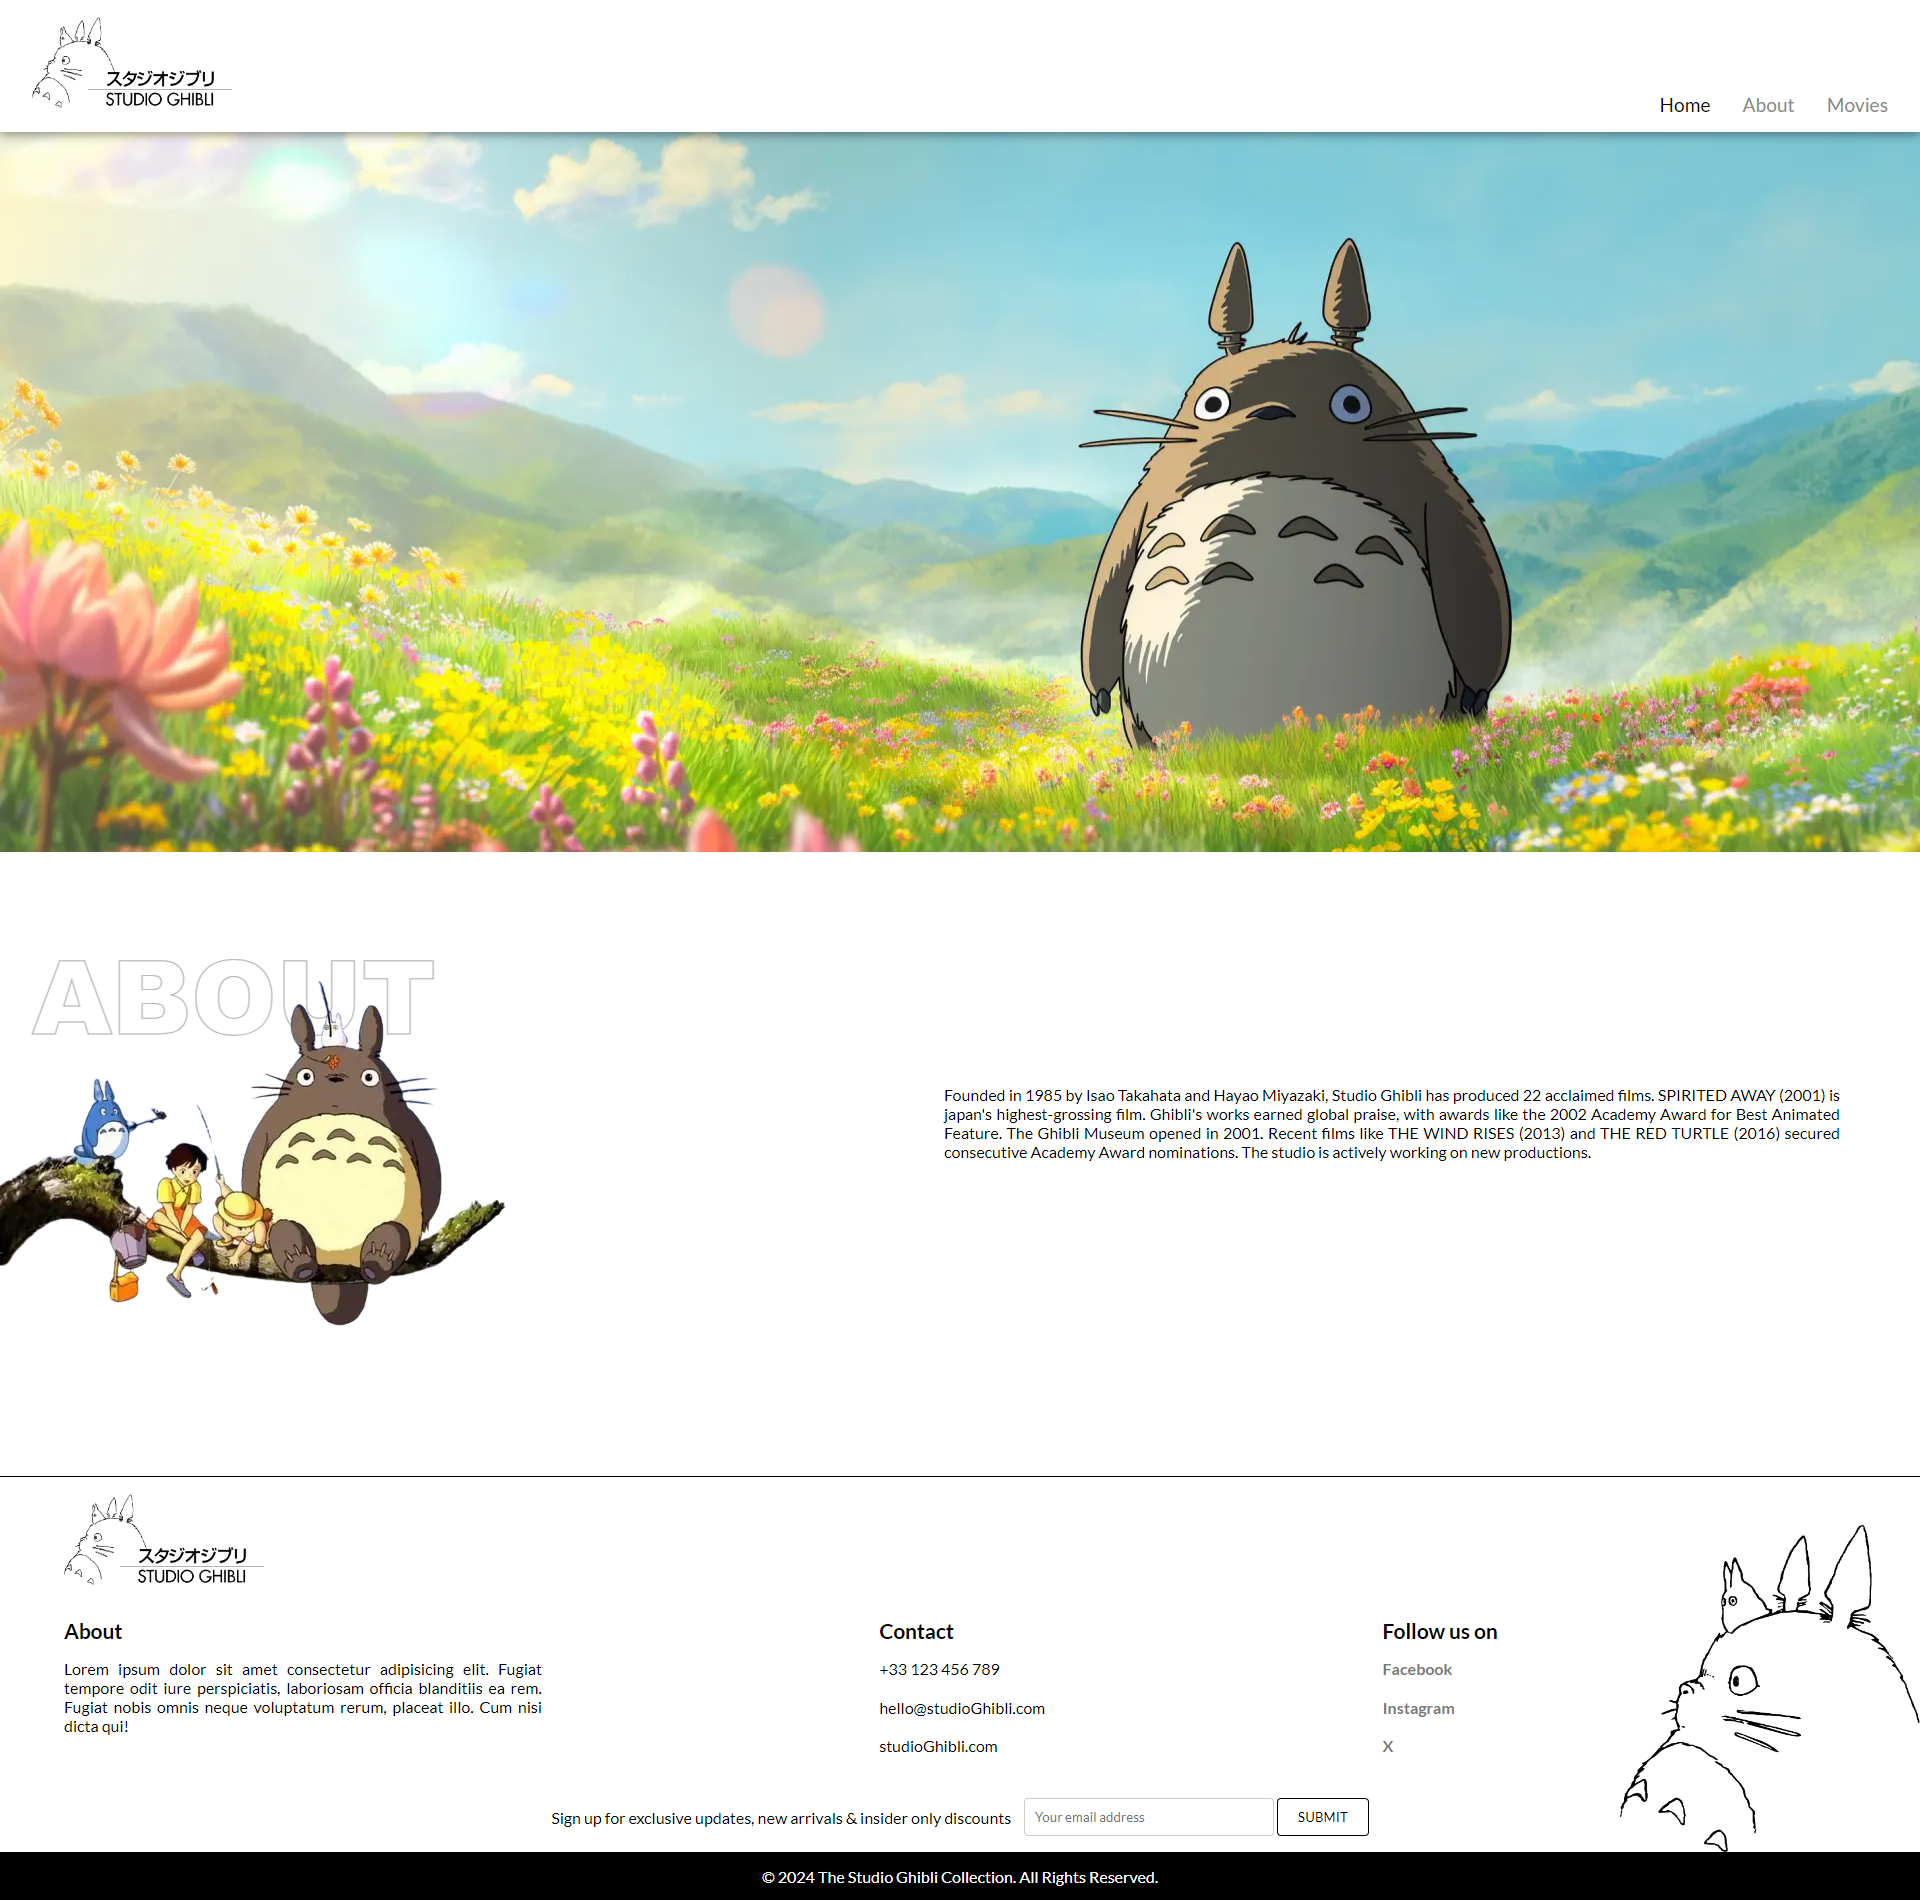 スタジオジブリ
STUDIO GHIBLI
Home About Movies
ABOUT
Founded in 1985 by Isao Takahata and Hayao Miyazaki, Studio Ghibli has produced 22 acclaimed films. SPIRITED AWAY (2001) is
japan's highest-grossing film. Ghibli's works earned global praise, with awards like the 2002 Academy Award for Best Animated
Feature. The Ghibli Museum opened in 2001. Recent films like THE WIND RISES (2013) and THE RED TURTLE (2016) secured
consecutive Academy Award nominations. The studio is actively working on new productions.
スタジオジブリ
STUDIO GHIBLI
About
Lorem ipsum dolor sit amet consectetur adipisicing elit. Fugiat
tempore odit iure perspiciatis, laboriosam officia blanditiis ea rem.
Fugiat nobis omnis neque voluptatum rerum, placeat illo. Cum nisi
dicta qui!
Contact
+33 123 456 789
hello@studioGhibli.com
studioGhibli.com
Follow us on
Facebook
Instagram
X
Sign up for exclusive updates, new arrivals & insider only discounts
Your email address
SUBMIT
© 2024 The Studio Ghibli Collection. All Rights Reserved.